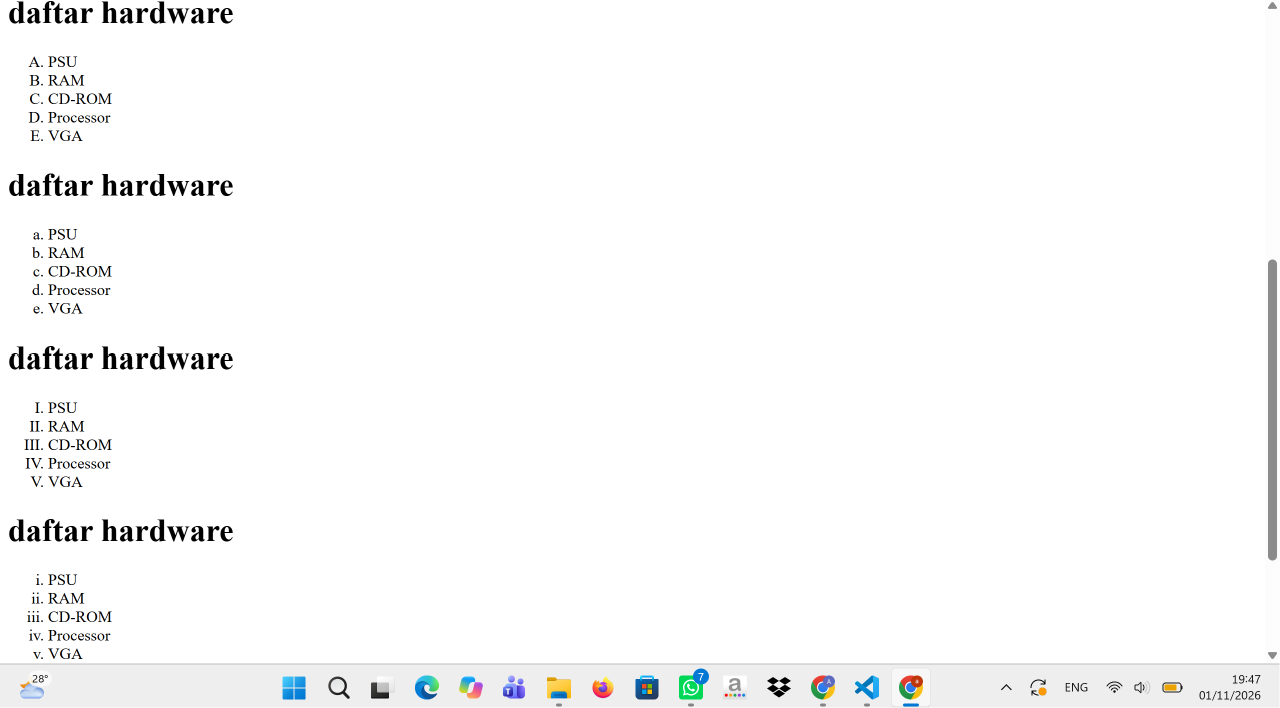 daftar hardware
A. PSU
B. RAM
C. CD-ROM
D. Processor
E. VGA
daftar hardware
a. PSU
b. RAM
c. CD-ROM
d. Processor
e. VGA
daftar hardware
I. PSU
II. RAM
III. CD-ROM
IV. Processor
V. VGA
daftar hardware
i. PSU
ii. RAM
iii. CD-ROM
iv. Processor
v. VGA
28°
7
ENG
19:47
01/11/2026